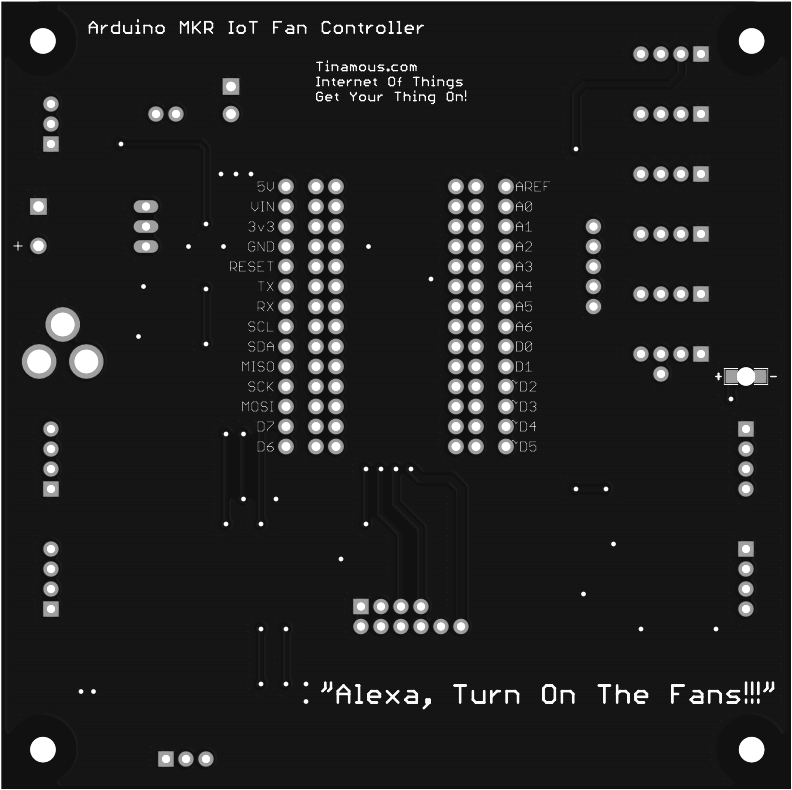 Arduino MKR IoT Fan Controller
Tinamous.com
Internet Of Things
Get Your Thing On!
5V
VIN
3v3
GND
RESET
TX
RX
SCL
SDA
MISO
SCK
MOSI
D7
D6
AREF
A0
A1
A2
A3
A4
A5
A6
D0
D1
~D2
~D3
~D4
~D5
+
+ -
"Alexa, Turn On The Fans!!!"